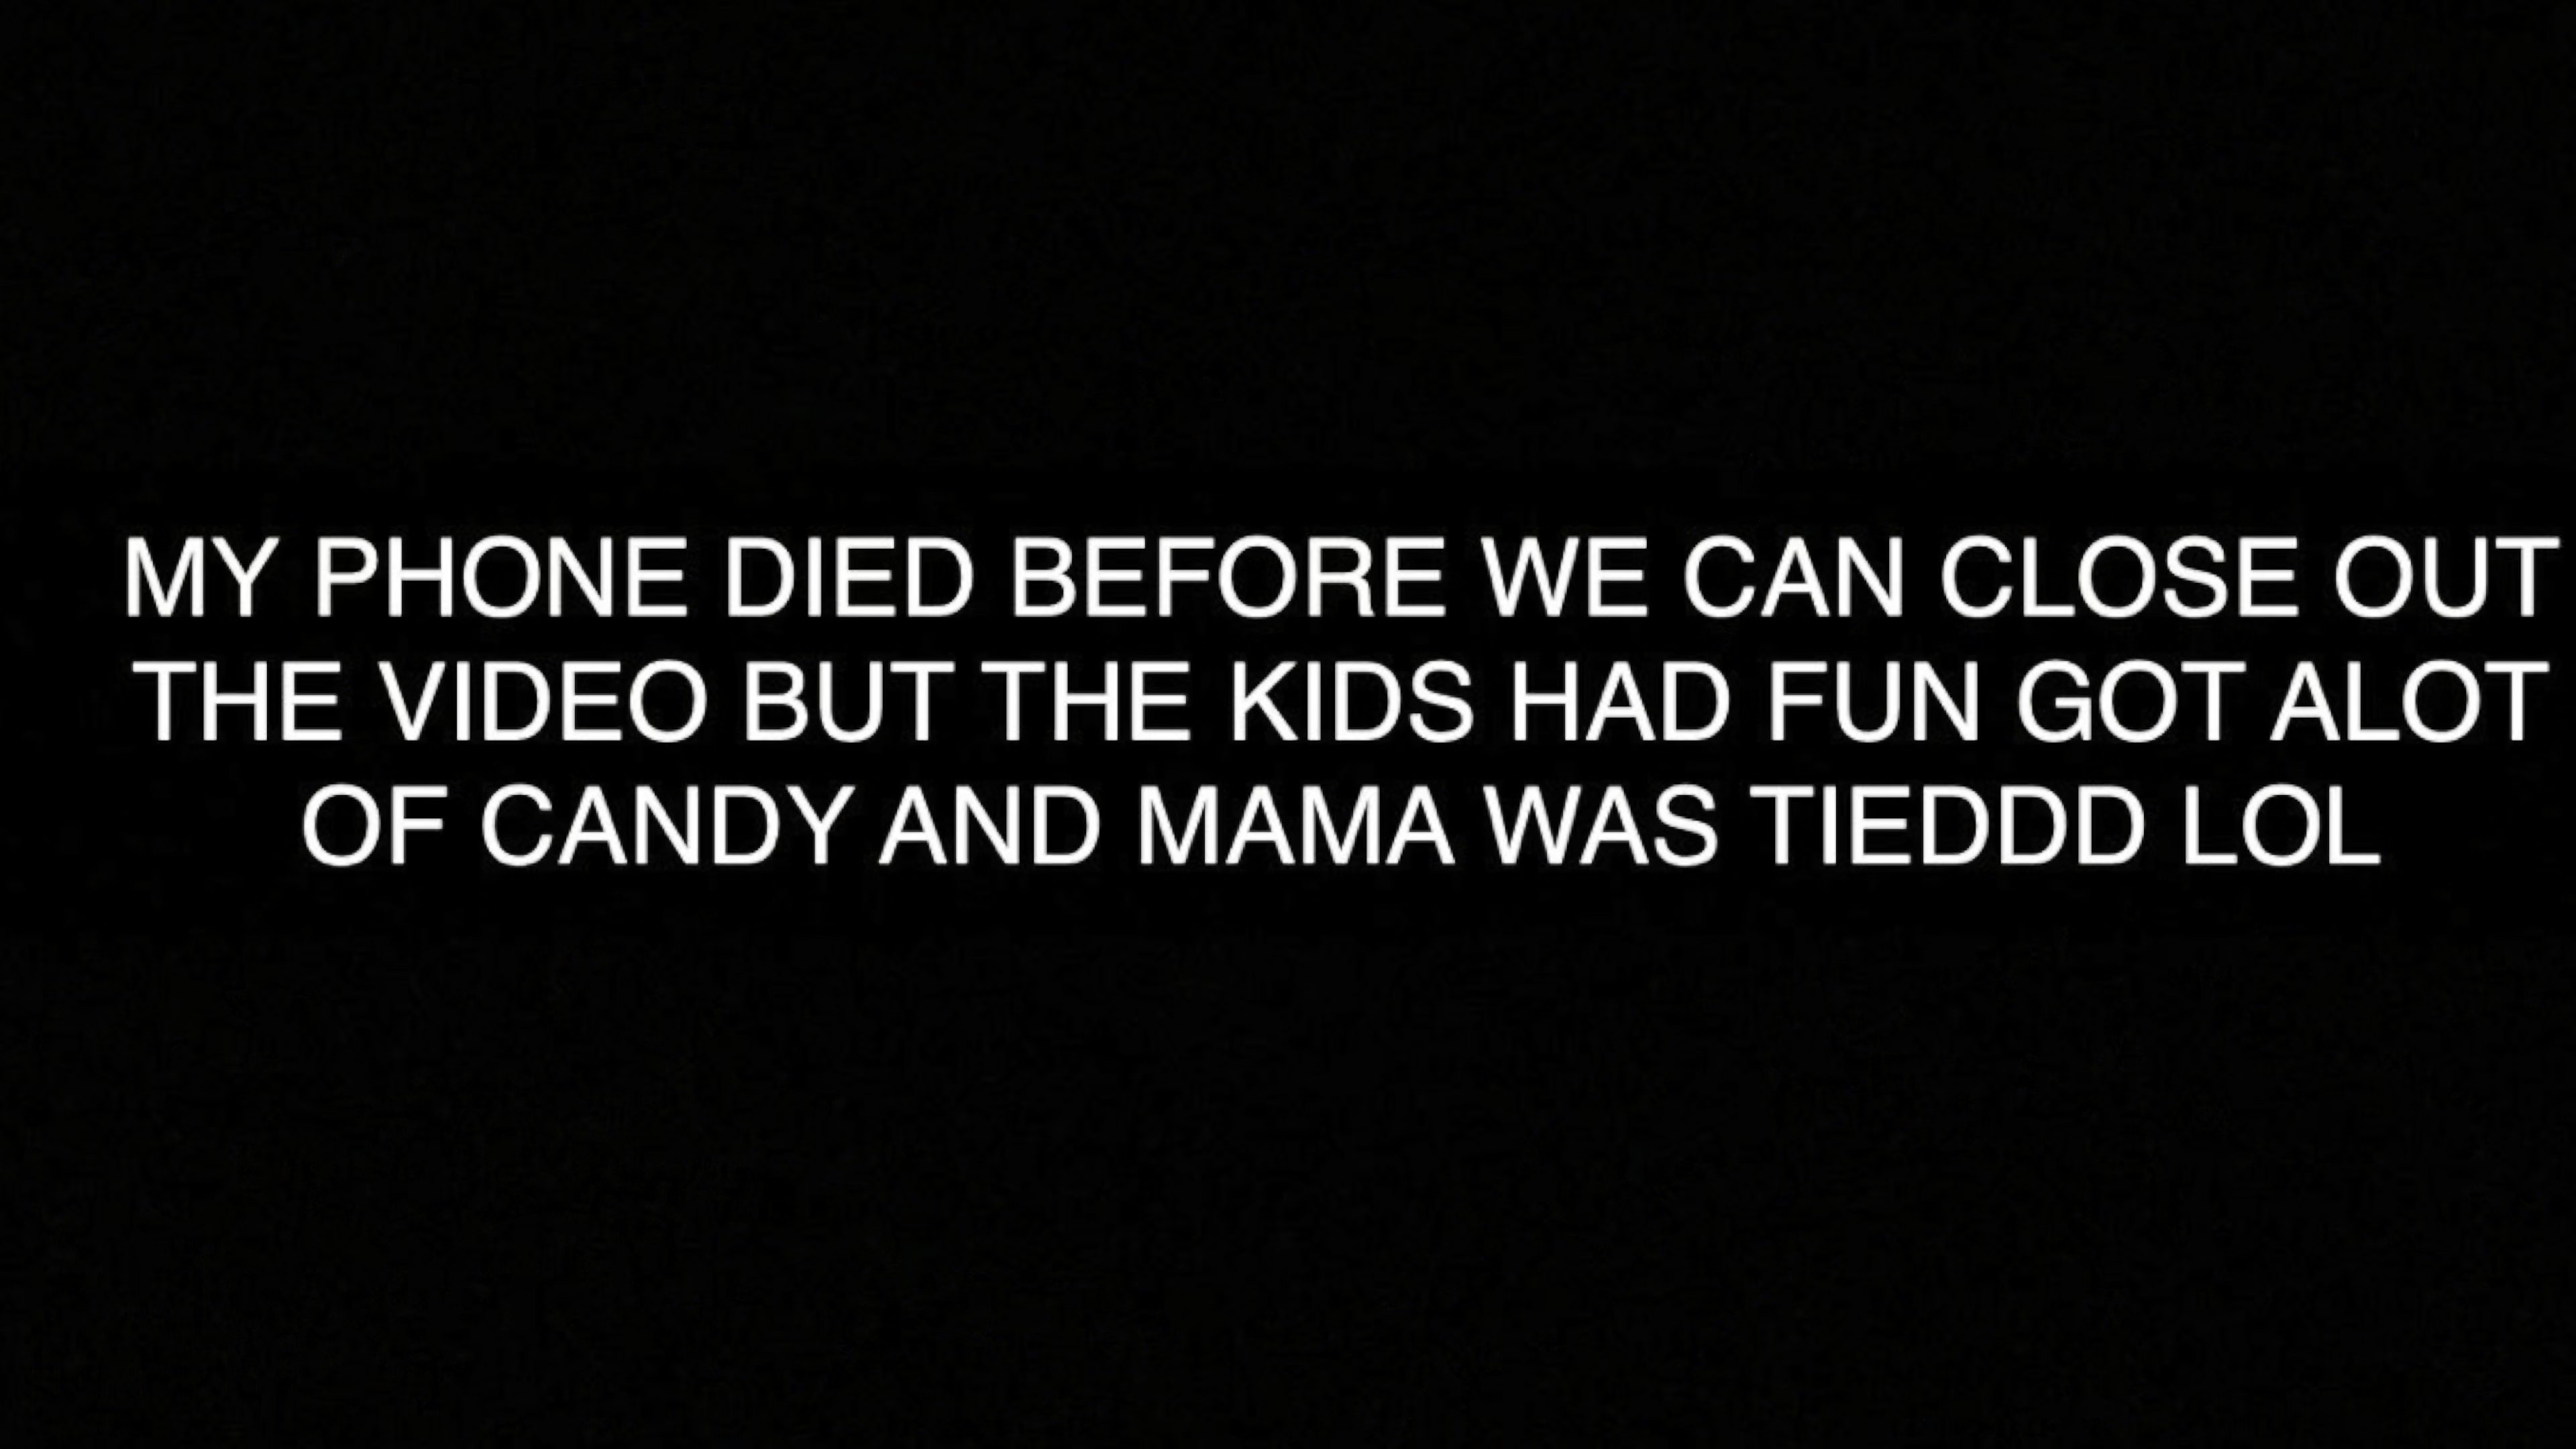 MY PHONE DIED BEFORE WE CAN CLOSE OUT
THE VIDEO BUT THE KIDS HAD FUN GOT ALOT
OF CANDY AND MAMA WAS TIEDDD LOL